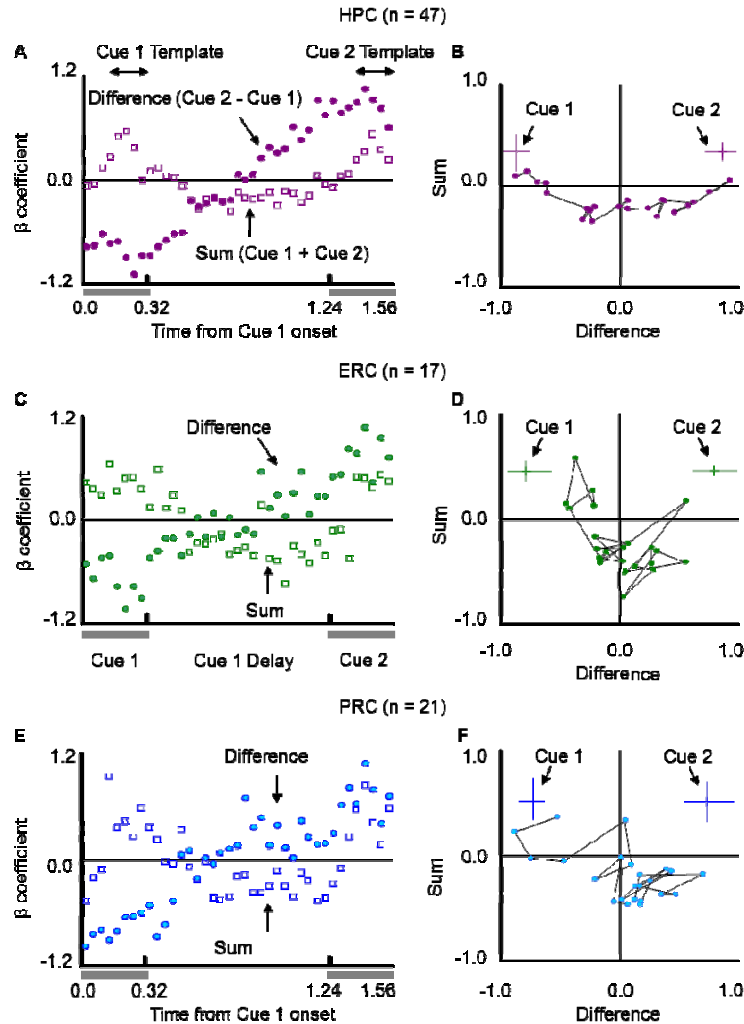 HPC (n = 47)
A
Cue 1 Template
Cue 2 Template
1.2
Difference (Cue 2 - Cue 1)
0.0
β coefficient
Sum (Cue 1 + Cue 2)
-1.2
0.0
0.32
1.24
1.56
Time from Cue 1 onset
B
1.0
Cue 1
Cue 2
Sum
0.0
-1.0
-1.0
0.0
1.0
Difference
ERC (n = 17)
C
1.2
Difference
0.0
β coefficient
Sum
-1.2
Cue 1
Cue 1 Delay
Cue 2
D
1.0
Cue 1
Cue 2
Sum
0.0
-1.0
-1.0
0.0
1.0
Difference
PRC (n = 21)
E
1.2
Difference
0.0
β coefficient
Sum
-1.2
0.0
0.32
1.24
1.56
Time from Cue 1 onset
F
1.0
Cue 1
Cue 2
Sum
0.0
-1.0
-1.0
0.0
1.0
Difference